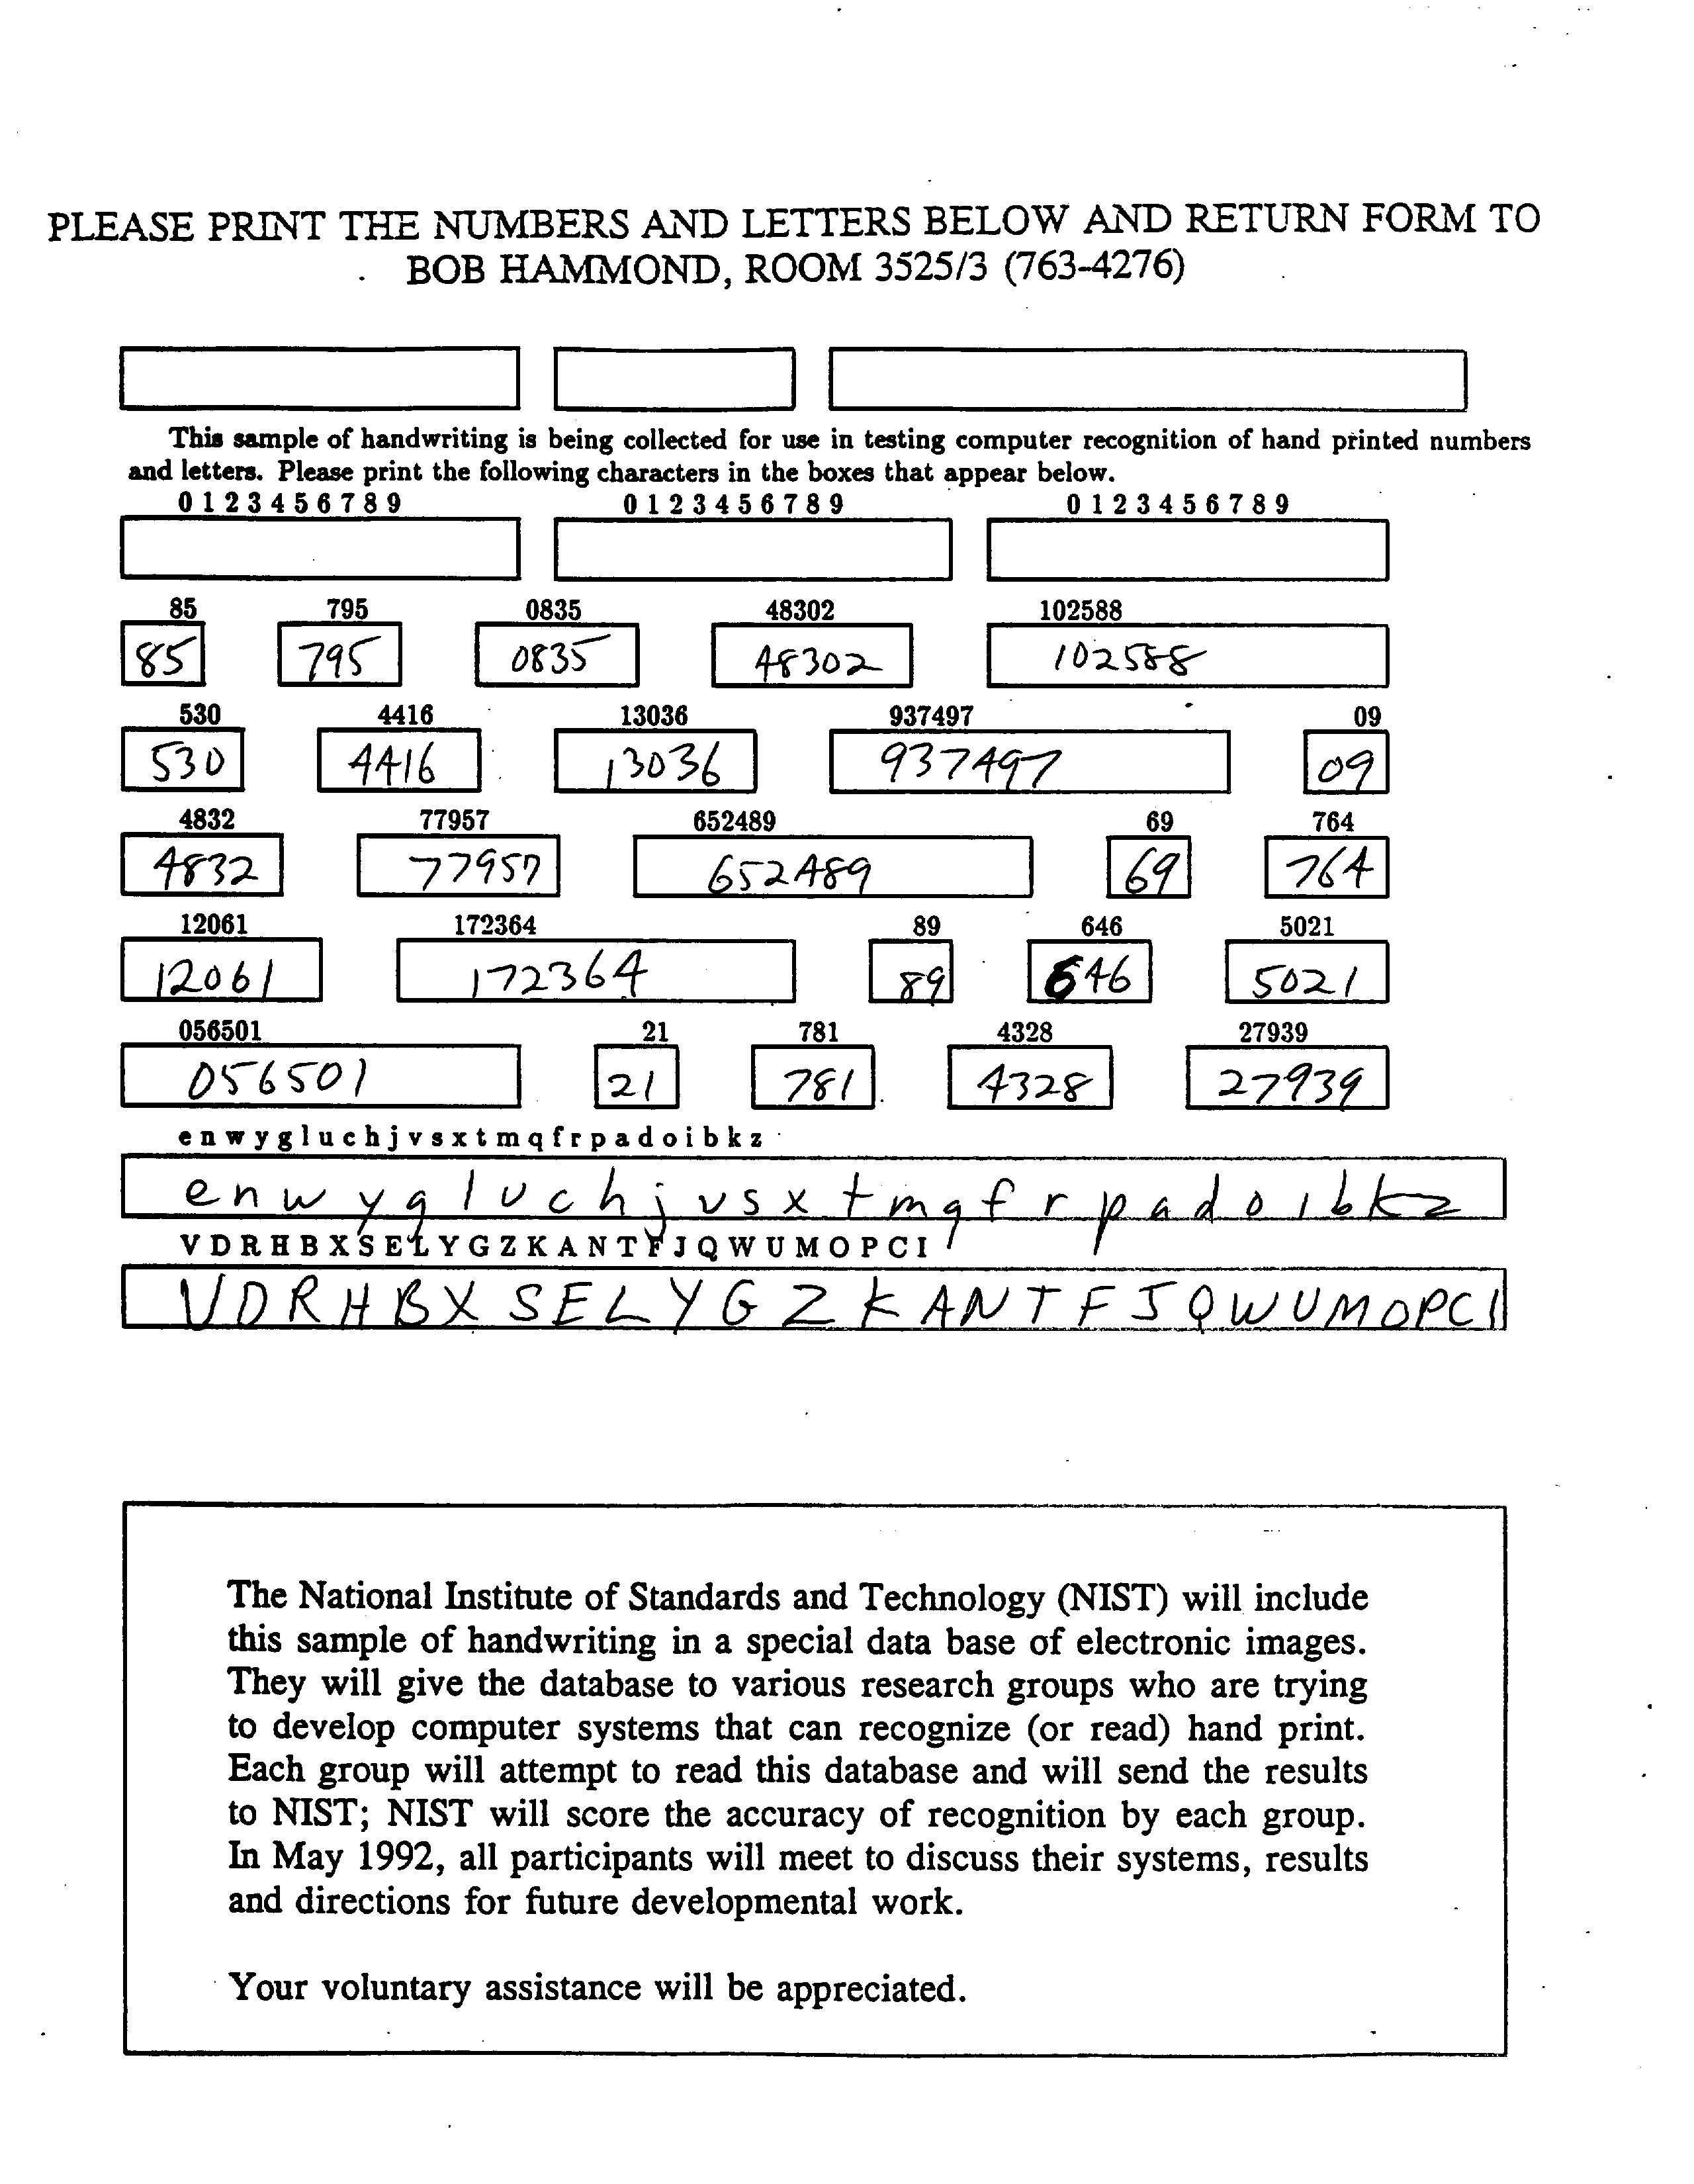 PLEASE PRINT THE NUMBERS AND LETTERS BELOW AND RETURN FORM TO
BOB HAMMOND, ROOM 3525/3 (763-4276)
This sample of handwriting is being collected for use in testing computer recognition of hand printed numbers
and letters. Please print the following characters in the boxes that appear below.
0 1 2 3 4 5 6 7 8 9 0 1 2 3 4 5 6 7 8 9 0 1 2 3 4 5 6 7 8 9
85 795 0835 48302 102588
85 795 0835 48302 102588
530 4416 13036 937497 09
530 4416 13036 937497 09
4832 77957 652489 69 764
4832 77957 652489 69 764
12061 172364 89 646 5021
12061 172364 89 646 5021
056501 21 781 4328 27939
056501 21 781 4328 27939
e n w y g l u c h j v s x t m q f r p a d o i b k z
e n w y g l u c h j v s x t m q f r p a d o i b k z
V D R H B X S E L Y G Z K A N T F J Q W U M O P C I
V D R H B X S E L Y G Z K A N T F J Q W U M O P C I
The National Institute of Standards and Technology (NIST) will include
this sample of handwriting in a special data base of electronic images.
They will give the database to various research groups who are trying
to develop computer systems that can recognize (or read) hand print.
Each group will attempt to read this database and will send the results
to NIST; NIST will score the accuracy of recognition by each group.
In May 1992, all participants will meet to discuss their systems, results
and directions for future developmental work.
Your voluntary assistance will be appreciated.